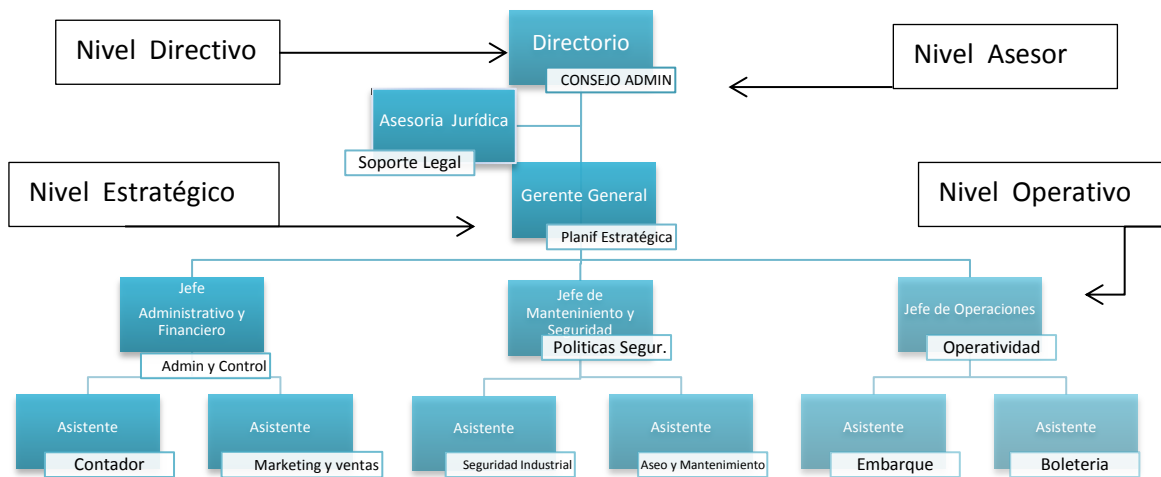 Nivel Directivo
Directorio
CONSEJO ADMIN
Nivel Asesor
Asesoria Jurídica
Soporte Legal
Nivel Estratégico
Gerente General
Planif Estratégica
Nivel Operativo
Jefe
Administrativo y
Financiero
Admin y Control
Jefe de
Manteniniento y
Seguridad
Politicas Segur.
Jefe de Operaciones
Operatividad
Asistente
Contador
Asistente
Marketing y ventas
Asistente
Seguridad Industrial
Asistente
Aseo y Mantenimiento
Asistente
Embarque
Asistente
Boleteria